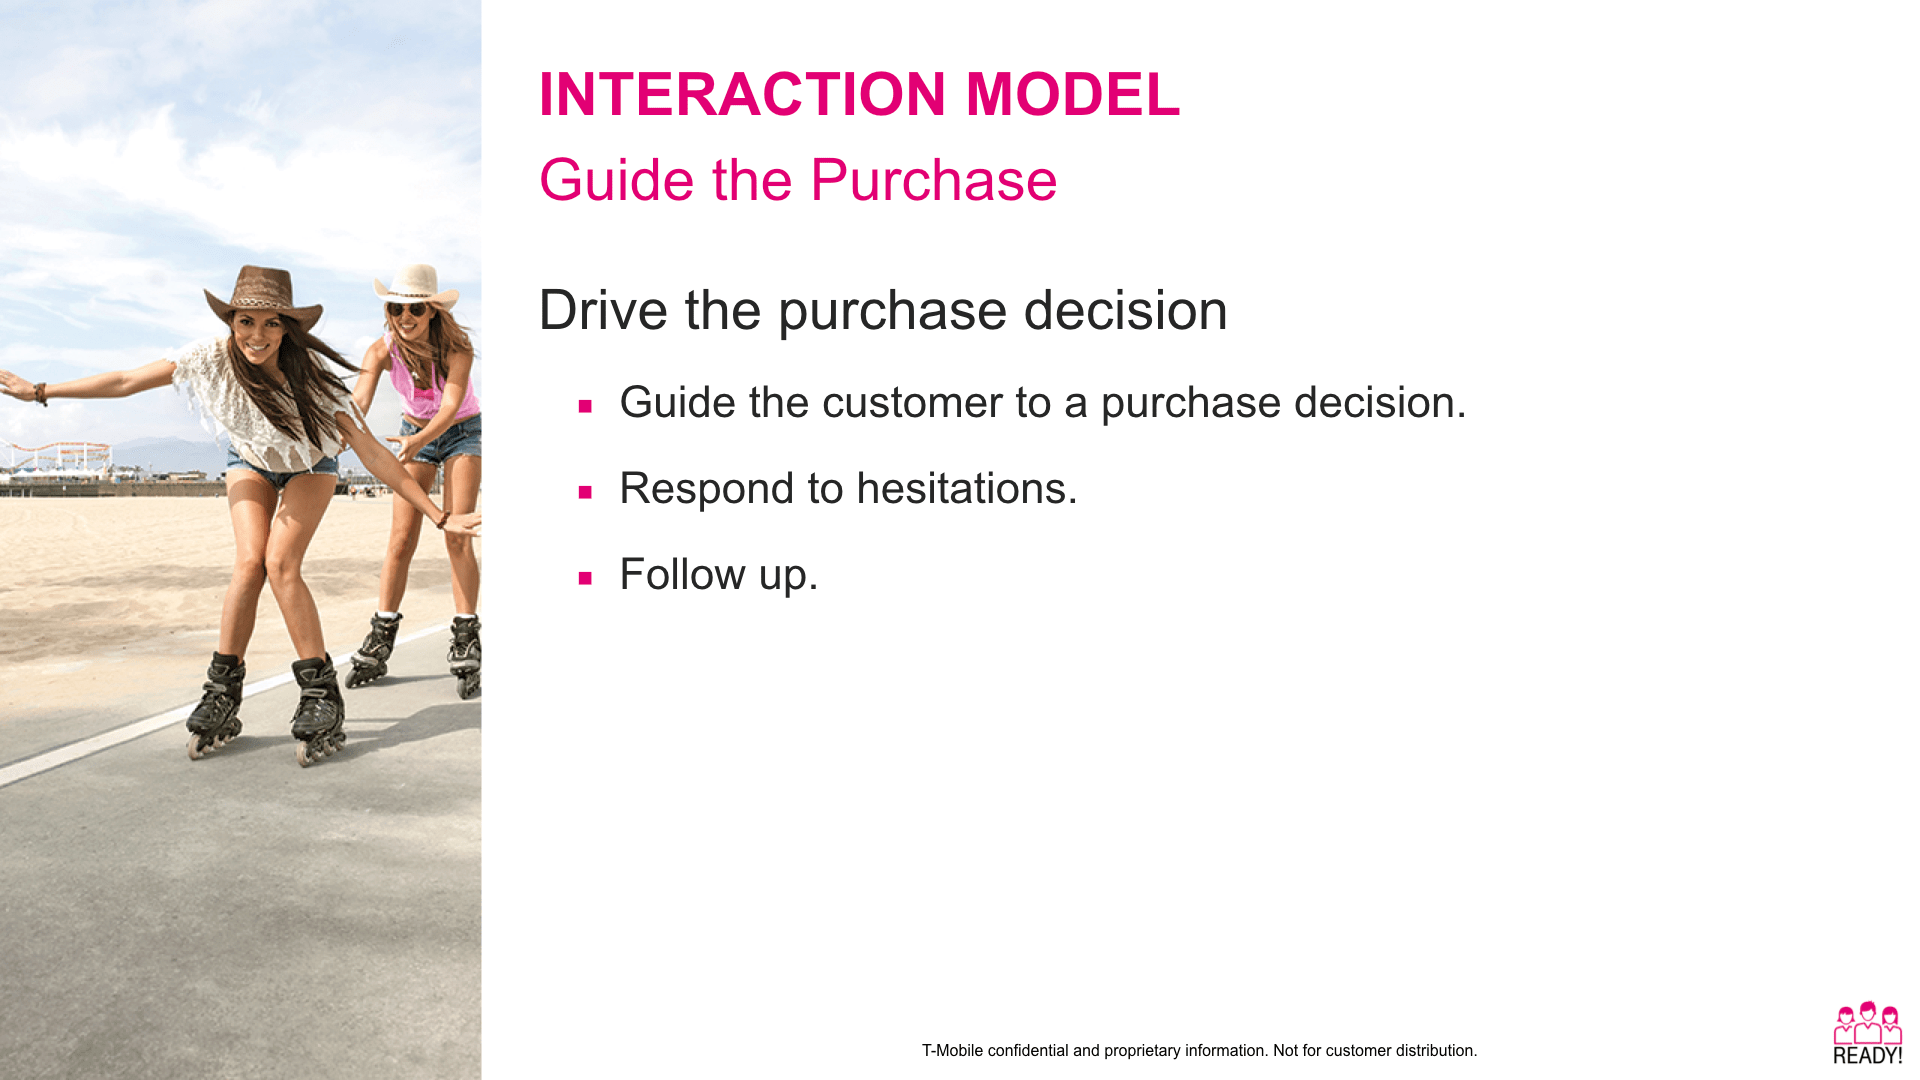 INTERACTION MODEL
Guide the Purchase
Drive the purchase decision
Guide the customer to a purchase decision.
Respond to hesitations.
Follow up.
T-Mobile confidential and proprietary information. Not for customer distribution.
READY!